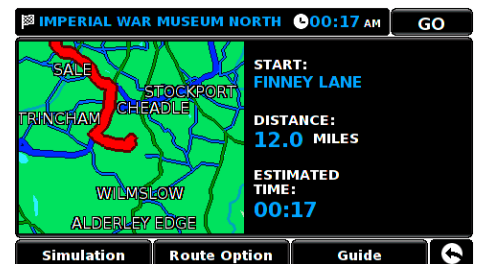 IMPERIAL WAR MUSEUM NORTH 00:17 AM GO
SALE
STOCKPORT
CHEADLE
TRINCHAM
WILMSLOW
ALDERLEY EDGE
START:
FINNEY LANE
DISTANCE:
12.0 MILES
ESTIMATED
TIME:
00:17
Simulation Route Option Guide